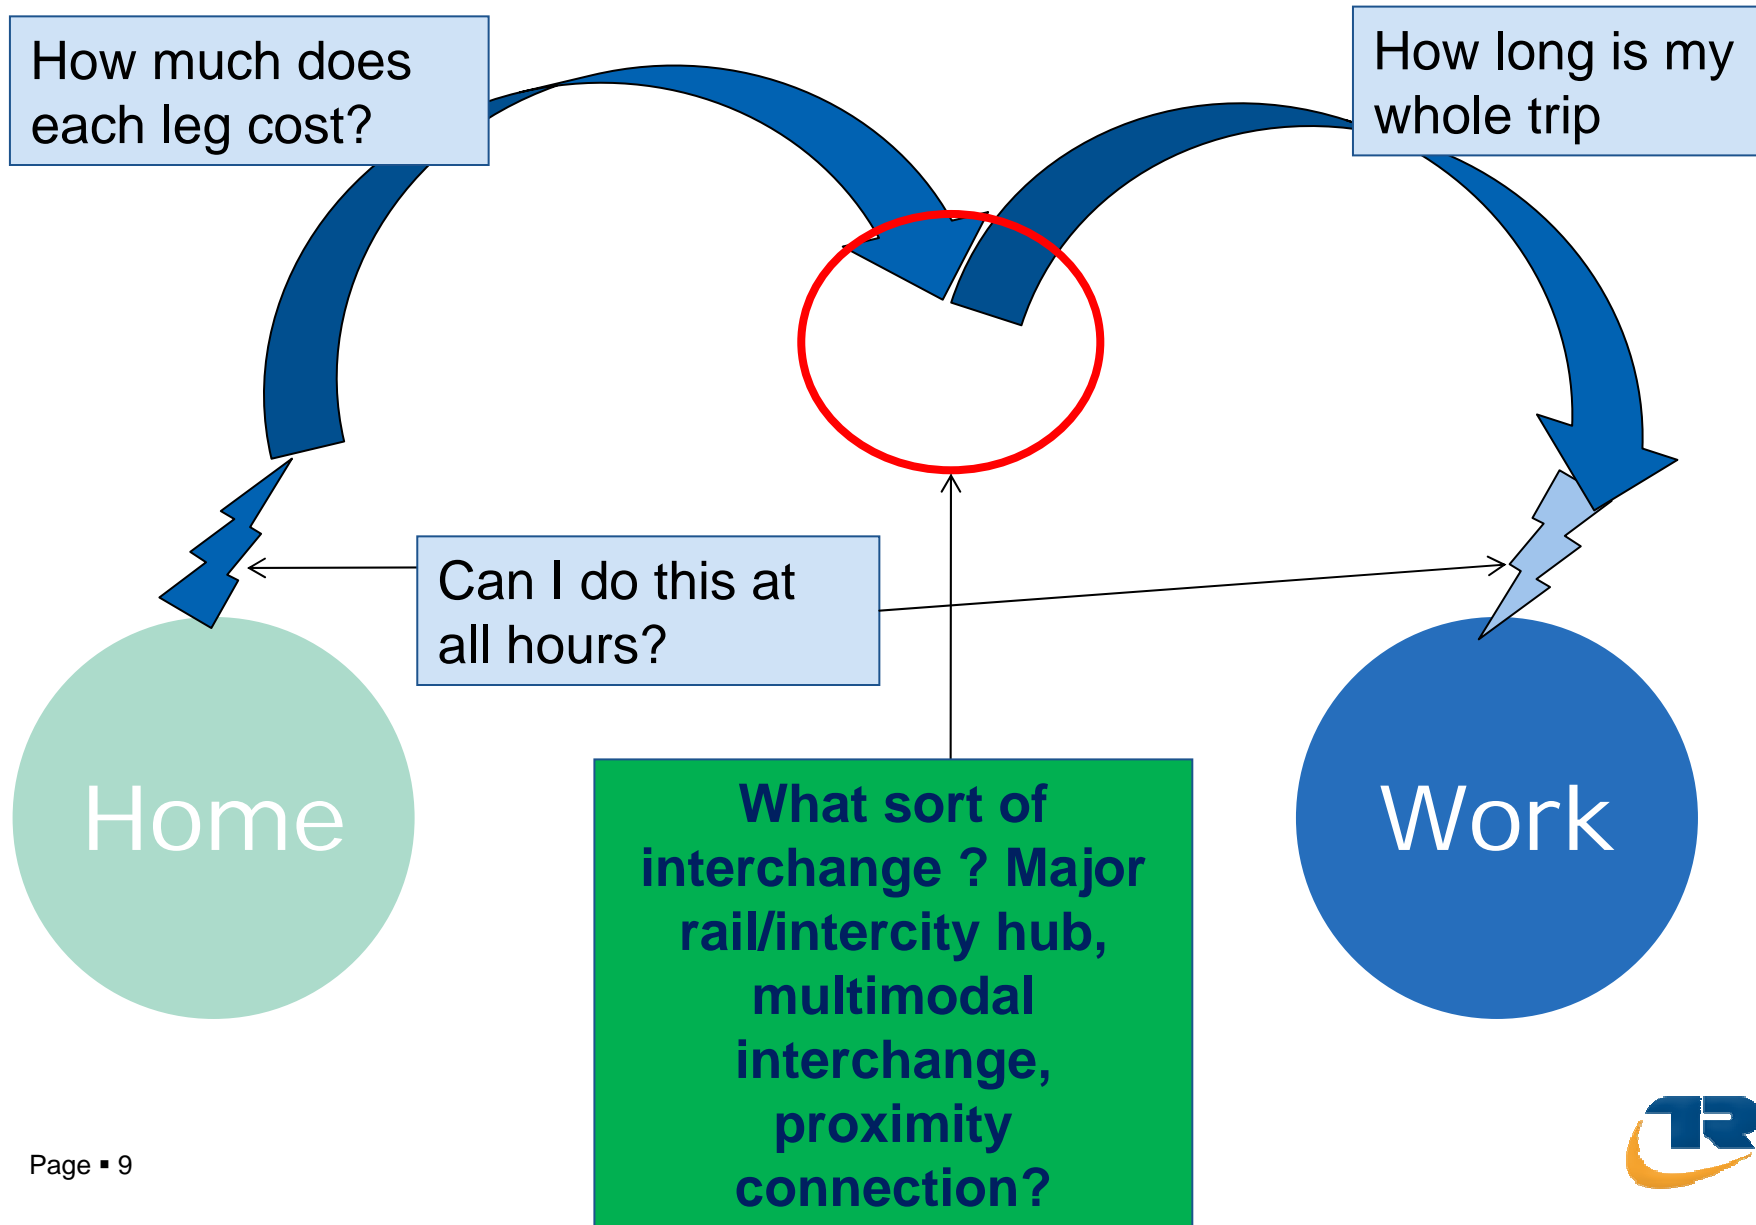 How much does
each leg cost?
How long is my
whole trip
Can I do this at
all hours?
Home
Work
What sort of
interchange ? Major
rail/intercity hub,
multimodal
interchange,
proximity
connection?
Page ▪ 9
TR